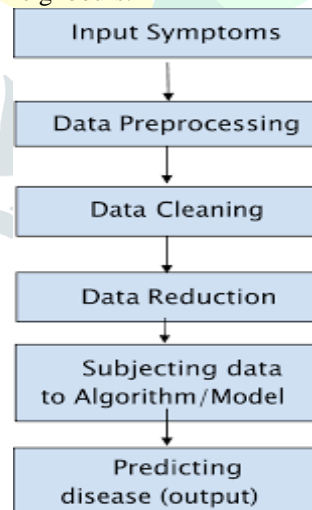 Input Symptoms
Data Preprocessing
Data Cleaning
Data Reduction
Subjecting data
to Algorithm/Model
Predicting
disease (output)